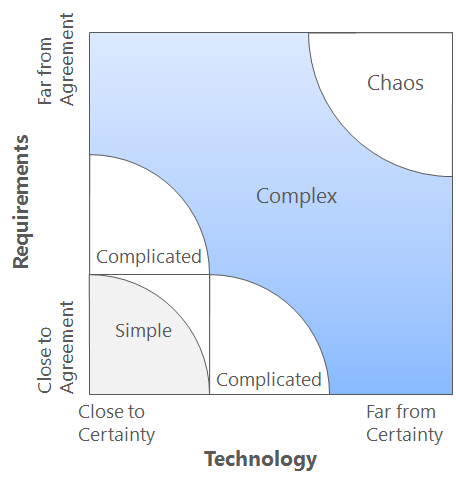 Far from
Agreement
Chaos
Requirements
Complex
Complicated
Simple
Close to
Agreement
Complicated
Close to
Certainty
Far from
Certainty
Technology